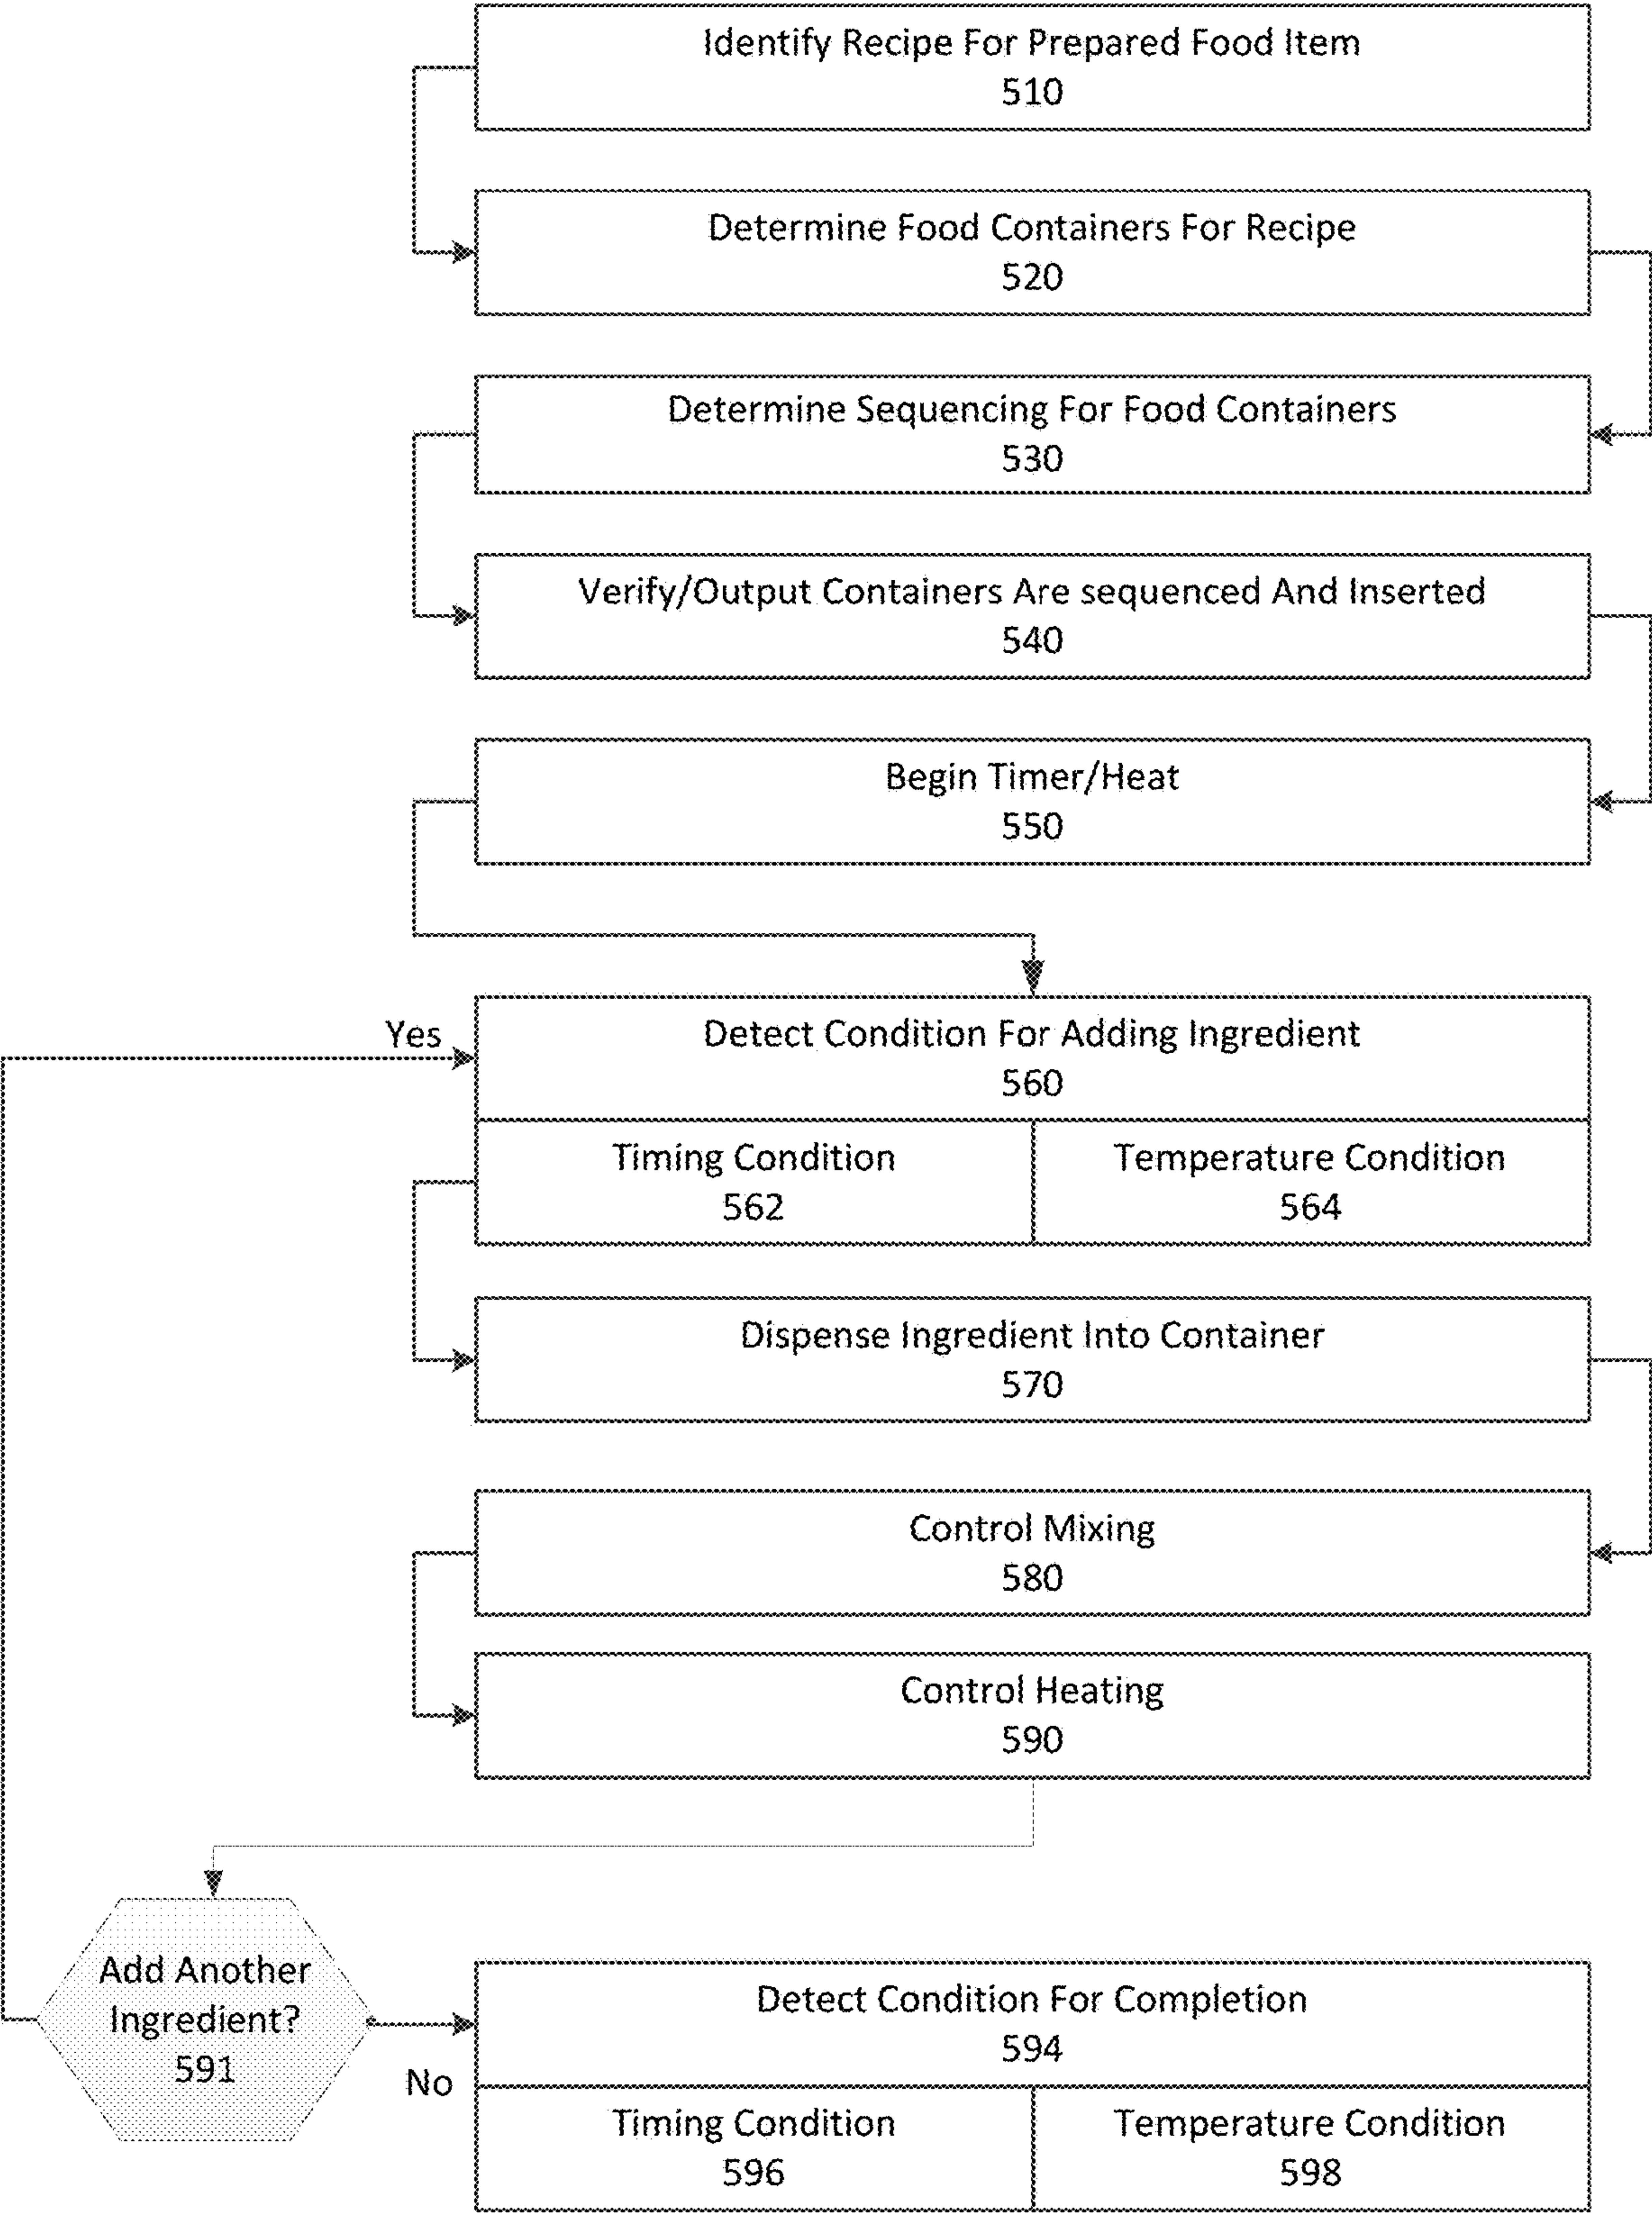 Identify Recipe For Prepared Food Item
510
Determine Food Containers For Recipe
520
Determine Sequencing For Food Containers
530
Verify/Output Containers Are sequenced And Inserted
540
Begin Timer/Heat
550
Yes
Detect Condition For Adding Ingredient
560
Timing Condition
562
Temperature Condition
564
Dispense Ingredient Into Container
570
Control Mixing
580
Control Heating
590
Add Another
Ingredient?
591
No
Detect Condition For Completion
594
Timing Condition
596
Temperature Condition
598